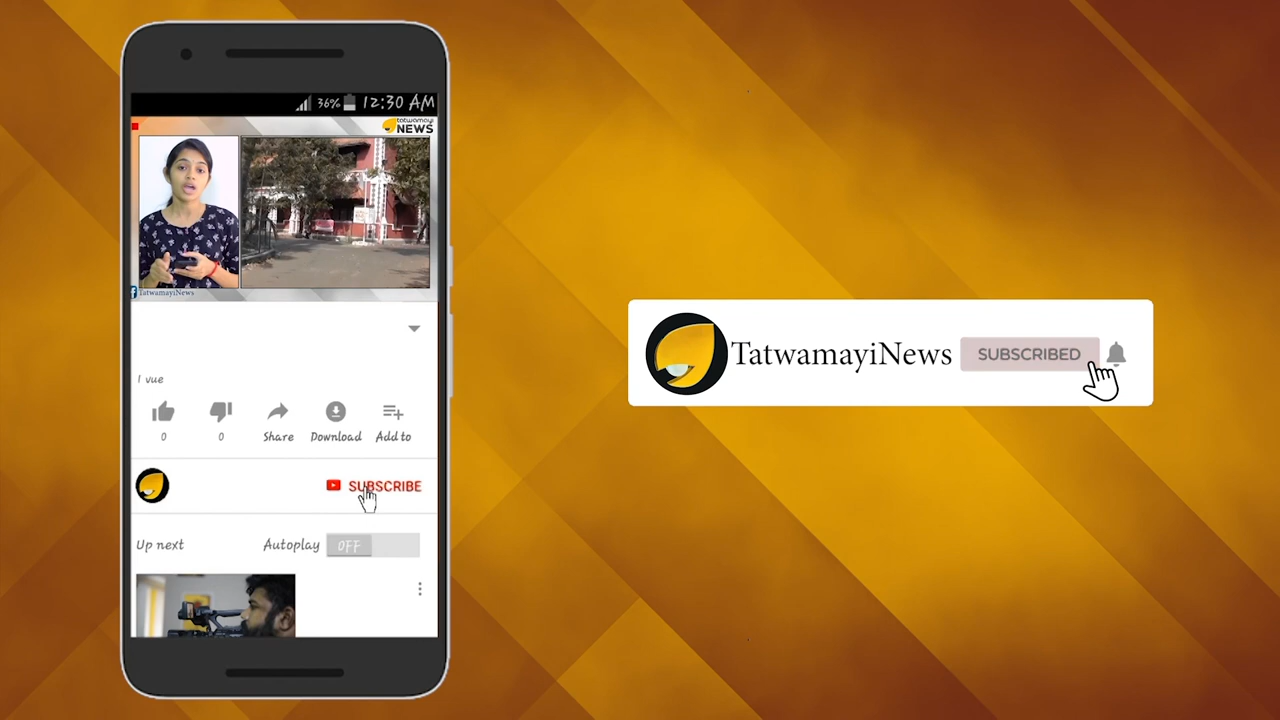 36% 12:30 AM
tatwamayi
NEWS
TatwamayiNews
1 vue
0 0 Share Download Add to
SUBSCRIBE
Up next Autoplay OFF
TatwamayiNews SUBSCRIBED